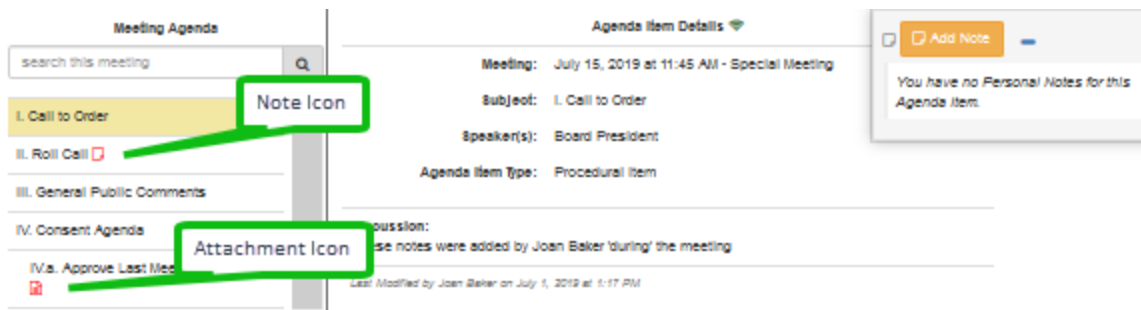 Meeting Agenda
search this meeting
I. Call to Order
II. Roll Call
III. General Public Comments
IV. Consent Agenda
IV.a. Approve Last Mee
Note Icon
Attachment Icon
Agenda Item Details
Meeting: July 15, 2019 at 11:45 AM - Special Meeting
Subject: I. Call to Order
Speaker(s): Board President
Agenda Item Type: Procedural Item
cussion:
ese notes were added by Joan Baker 'during' the meeting
Last Modified by Joan Baker on July 1, 2019 at 1:17 PM
Add Note
You have no Personal Notes for this
Agenda Item.